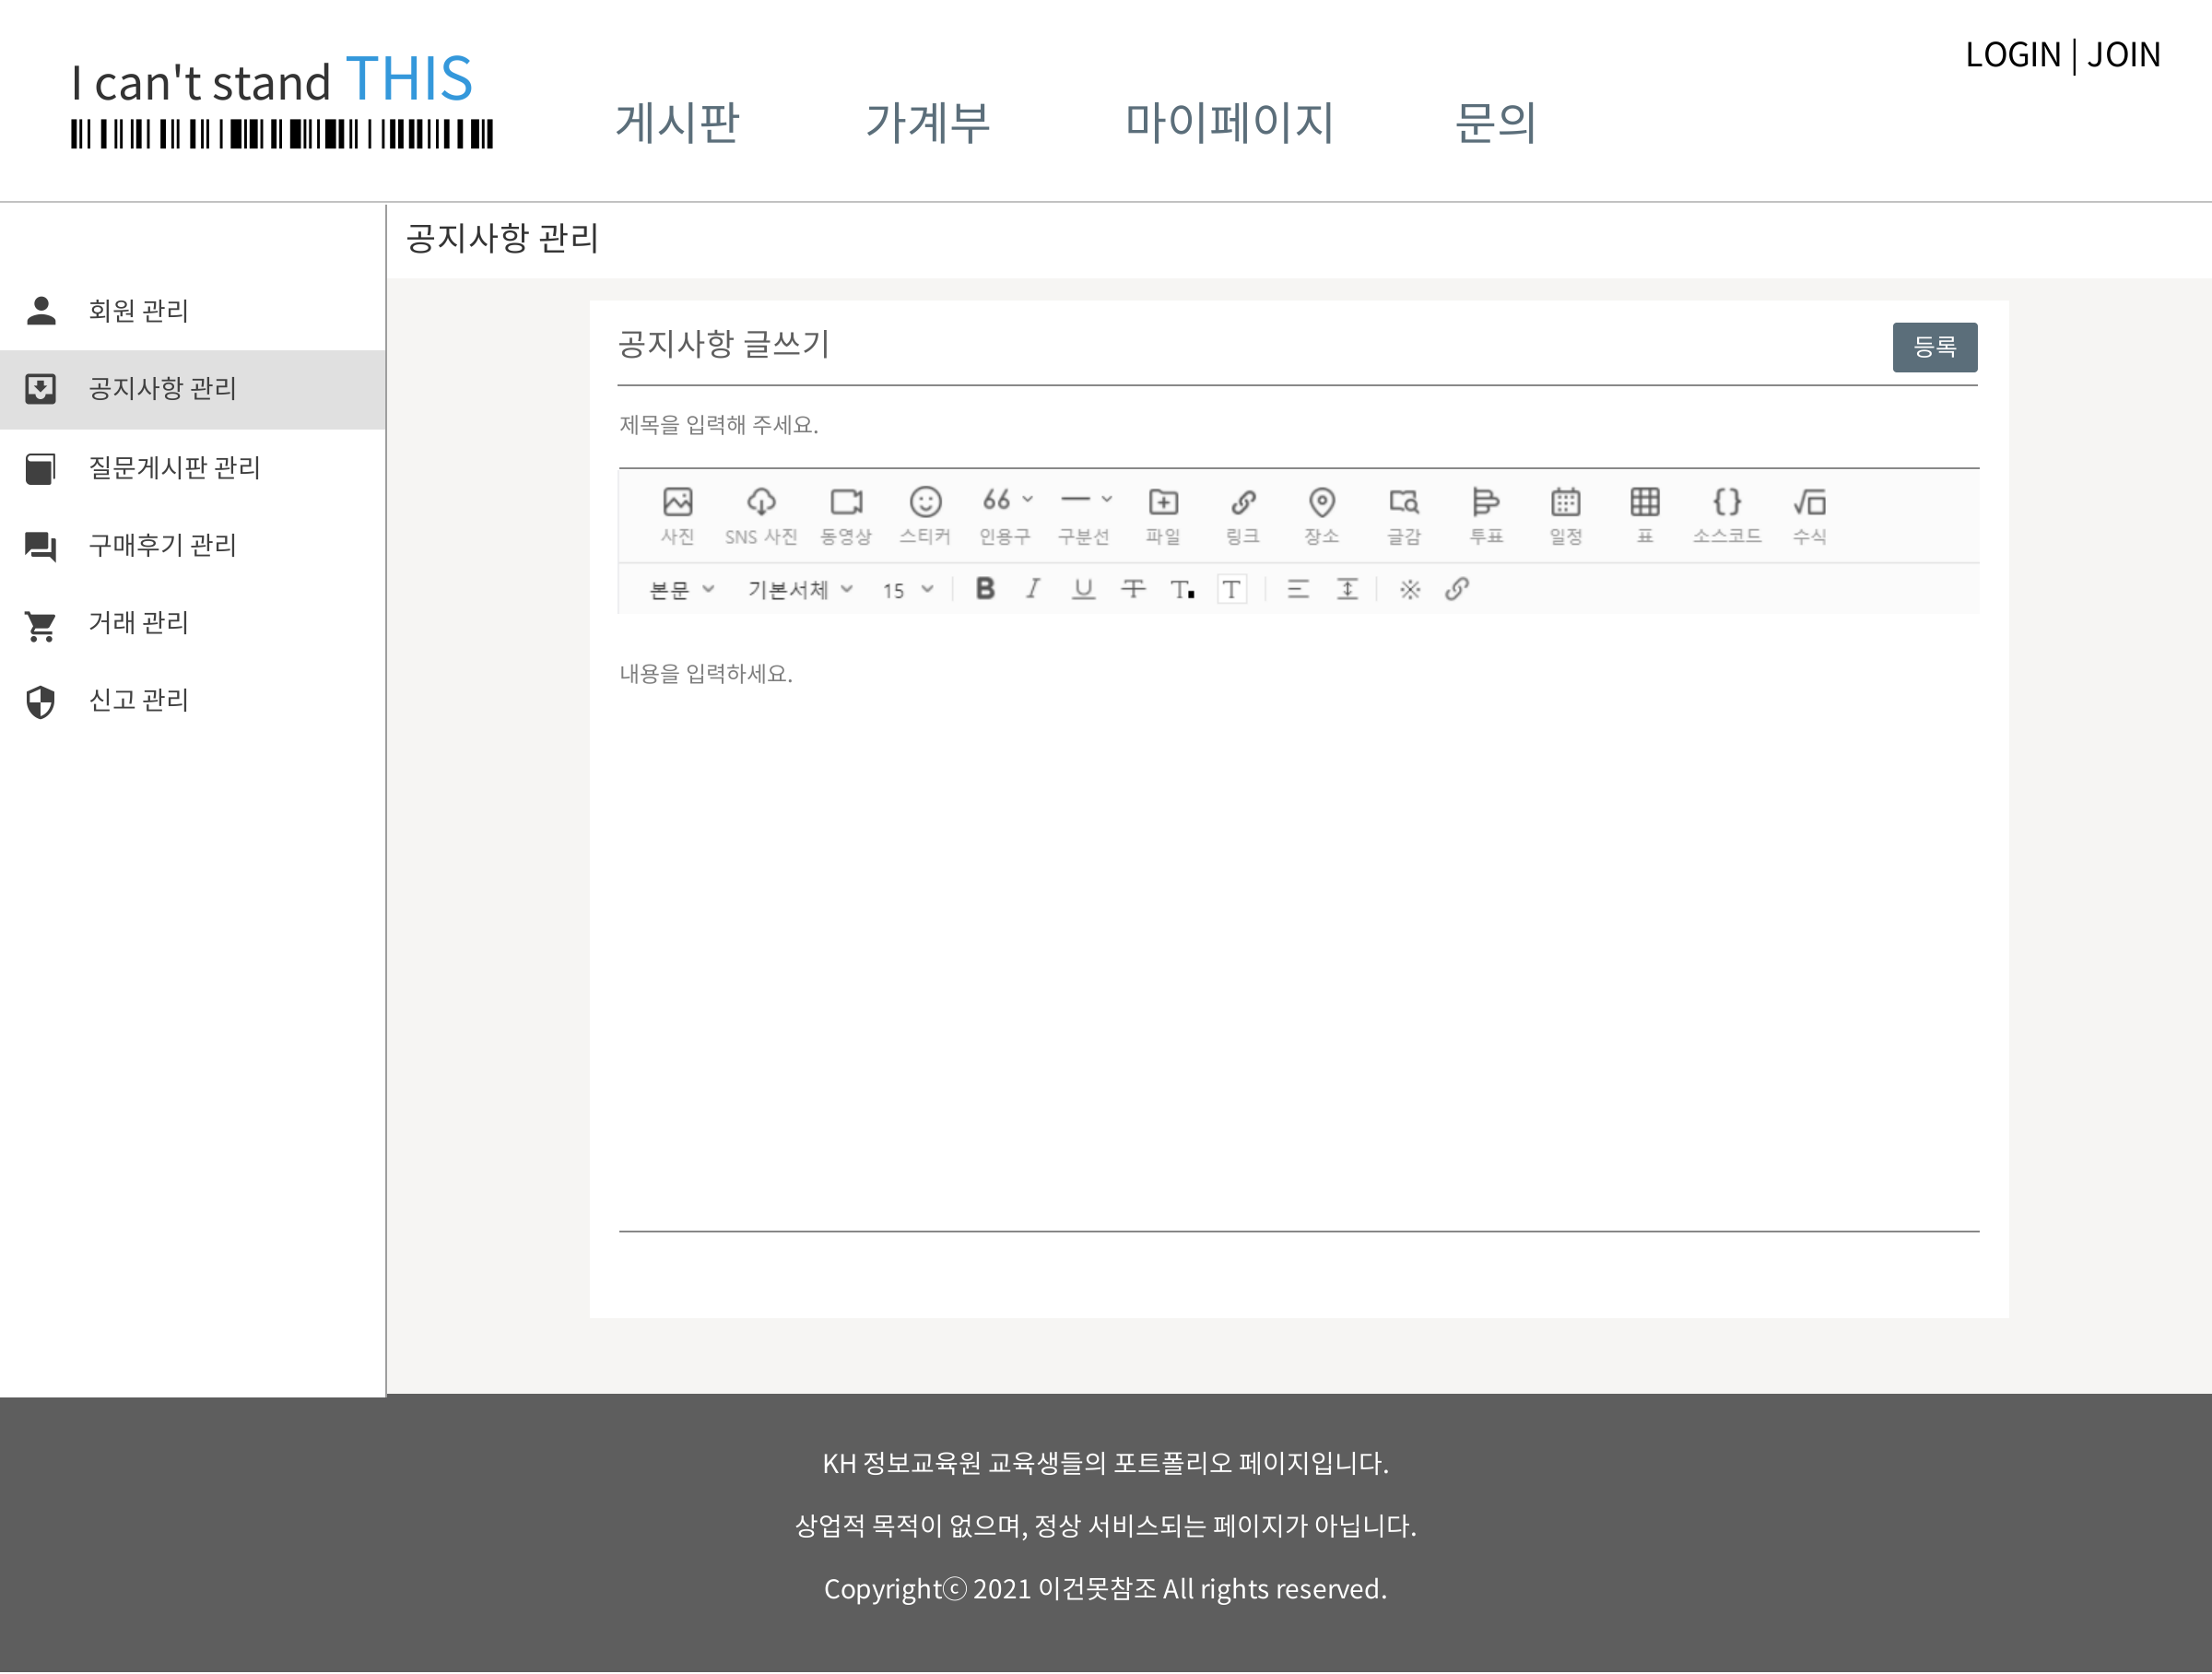 LOGIN | JOIN
I can't stand THIS
게시판 가계부 마이페이지 문의
공지사항 관리
회원 관리
공지사항 관리
질문게시판 관리
구매후기 관리
거래 관리
신고 관리
공지사항 글쓰기 등록
제목을 입력해 주세요.
사진 SNS 사진 동영상 스티커 인용구 구분선 파일 링크 장소 글감 투표 일정 표 소스코드 수식
본문 기본서체 15 B I U T T. T
내용을 입력하세요.
KH 정보교육원 교육생들의 포트폴리오 페이지입니다.
상업적 목적이 없으며, 정상 서비스되는 페이지가 아닙니다.
Copyrightⓒ 2021 이건못참조 All rights reserved.